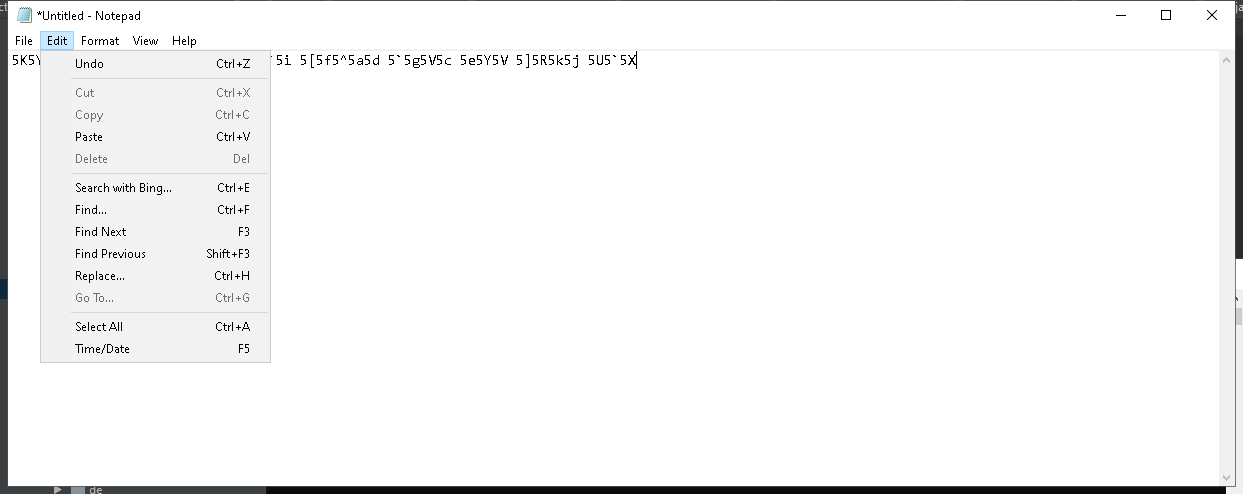 *Untitled - Notepad
File Edit Format View Help
5K5Y
`5i 5[5f5^5a5d 5`5g5V5c 5e5Y5V 5]5R5k5j 5U5`5X
Undo Ctrl+Z
Cut Ctrl+X
Copy Ctrl+C
Paste Ctrl+V
Delete Del
Search with Bing... Ctrl+E
Find... Ctrl+F
Find Next F3
Find Previous Shift+F3
Replace... Ctrl+H
Go To... Ctrl+G
Select All Ctrl+A
Time/Date F5
de